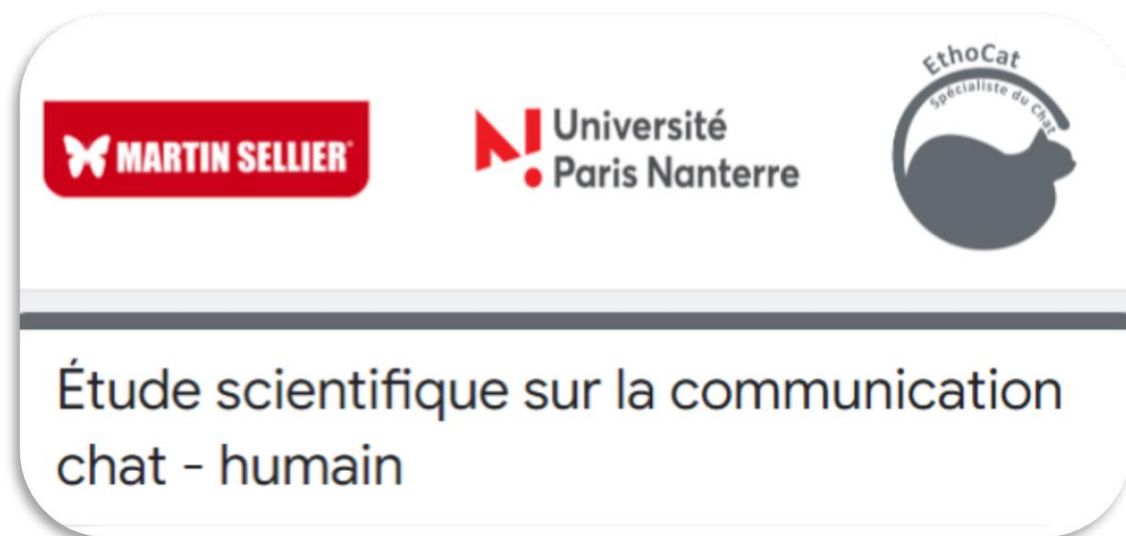 MARTIN SELLIER
Université
Paris Nanterre
EthoCat
Spécialiste du Chat
Étude scientifique sur la communication
chat - humain